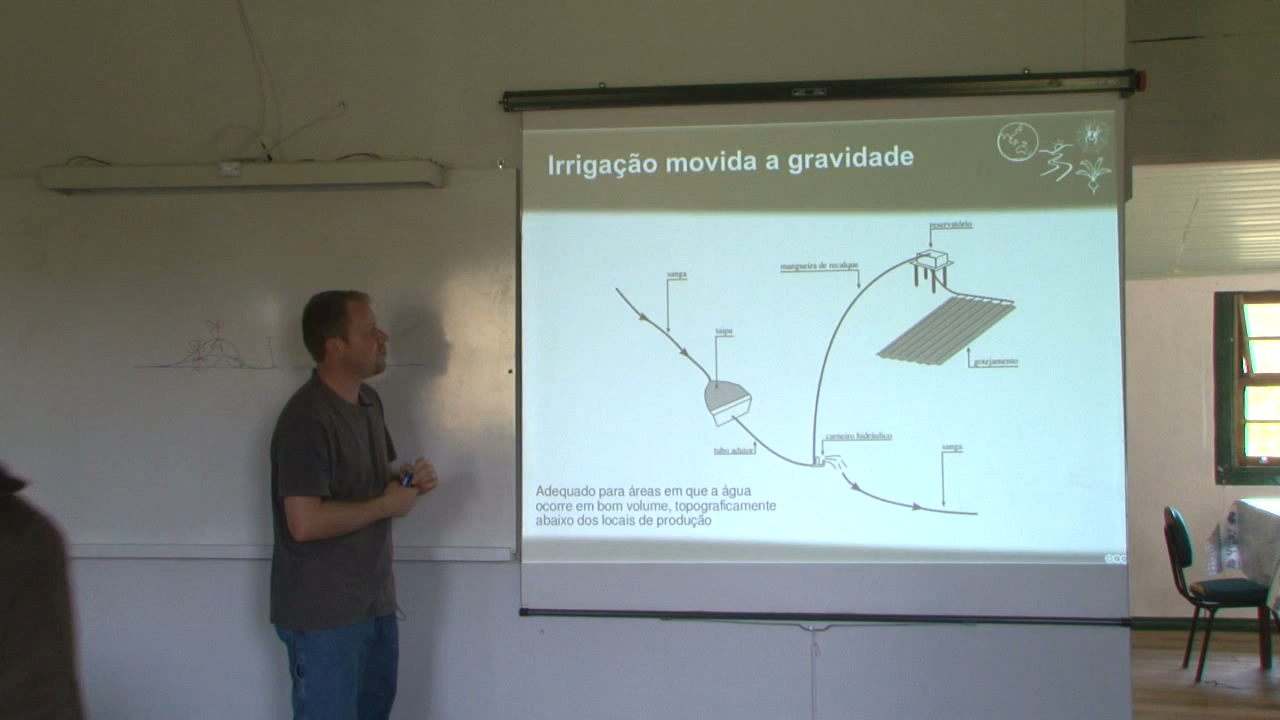 Irrigação movida a gravidade
reservatório
mangueira de recalque
sanga
taipa
gotejamento
carneiro hidráulico
tubo adutor
sanga
Adequado para áreas em que a água
ocorre em bom volume, topograficamente
abaixo dos locais de produção